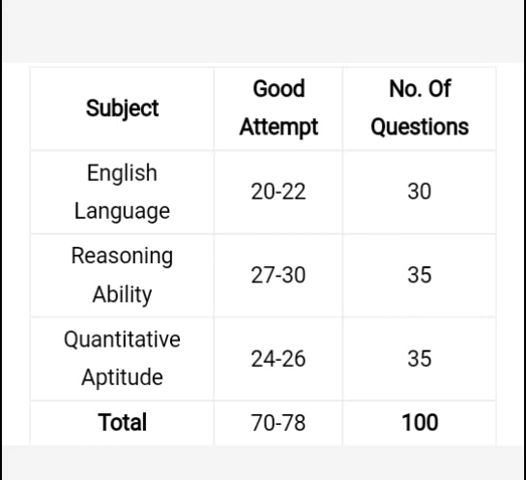 Subject
Good
Attempt
No. Of
Questions
English
Language
20-22
30
Reasoning
Ability
27-30
35
Quantitative
Aptitude
24-26
35
Total
70-78
100